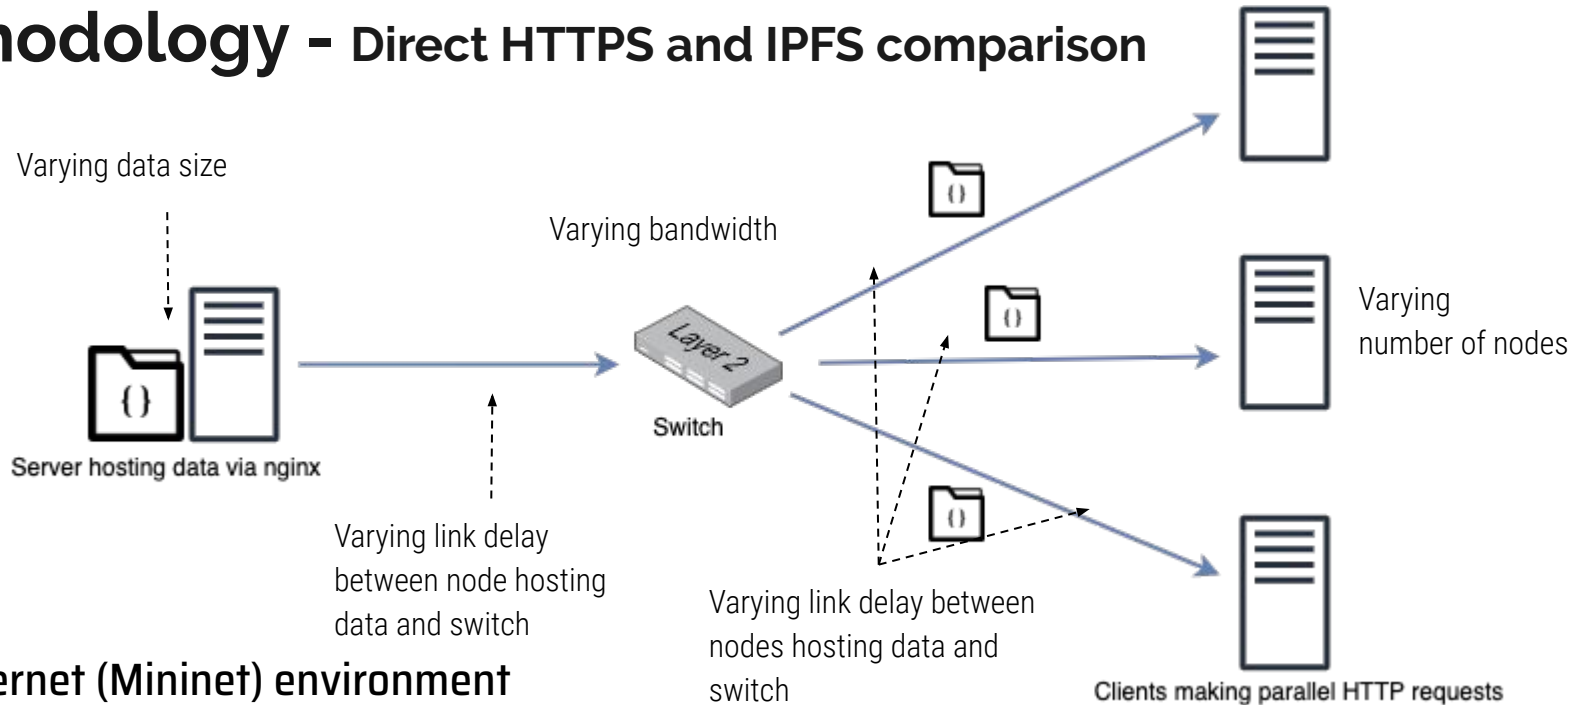 nodology - Direct HTTPS and IPFS comparison
Varying data size
Varying bandwidth
{ }
{ }
Varying
number of nodes
{ }
Layer 2
Switch
Server hosting data via nginx
{ }
Varying link delay
between node hosting
data and switch
Varying link delay between
nodes hosting data and
switch
ernet (Mininet) environment
Clients making parallel HTTP requests